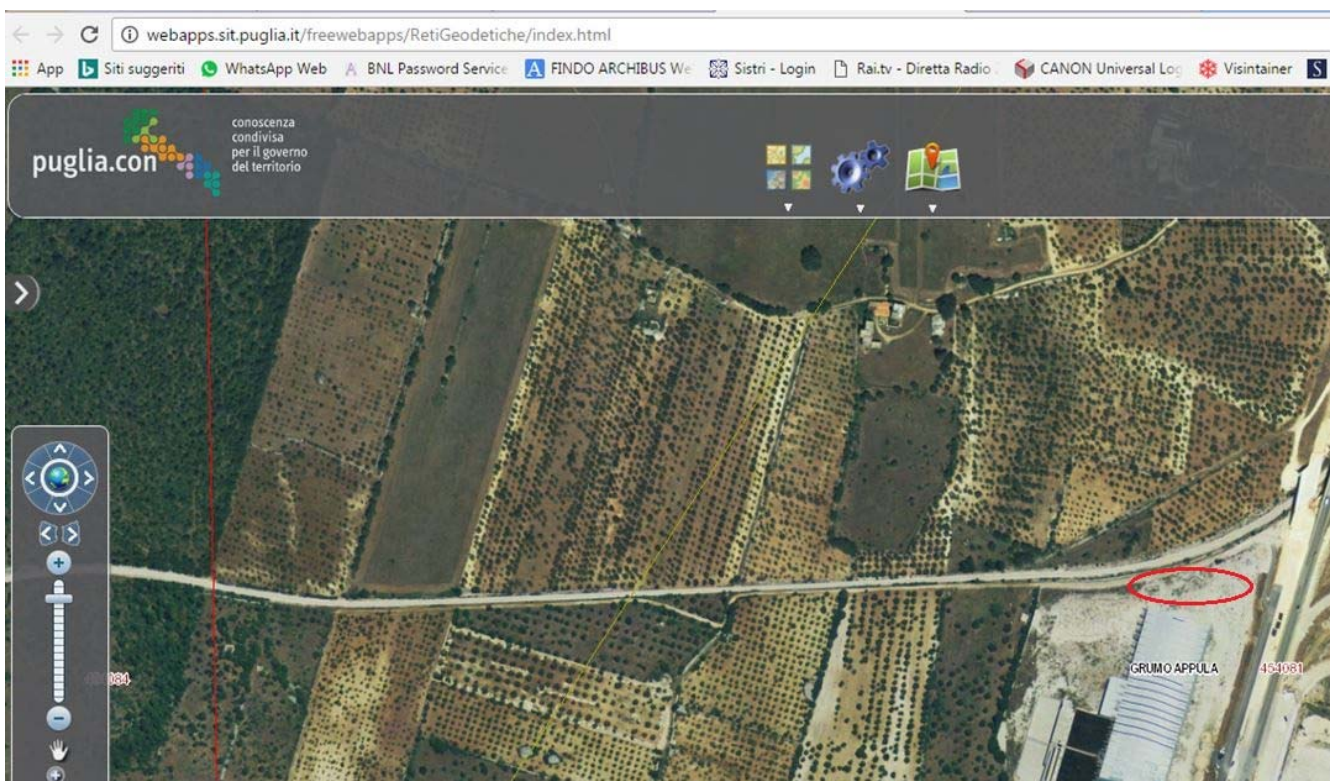 webapps.sit.puglia.it/freewebapps/RetiGeodetiche/index.html
App Siti suggeriti WhatsApp Web BNL Password Service FINDO ARCHIBUS We Sistri - Login Rai.tv - Diretta Radio CANON Universal Log Visintainer S
puglia.con
conoscenza
condivisa
per il governo
del territorio
GRUMO APPULA
454081